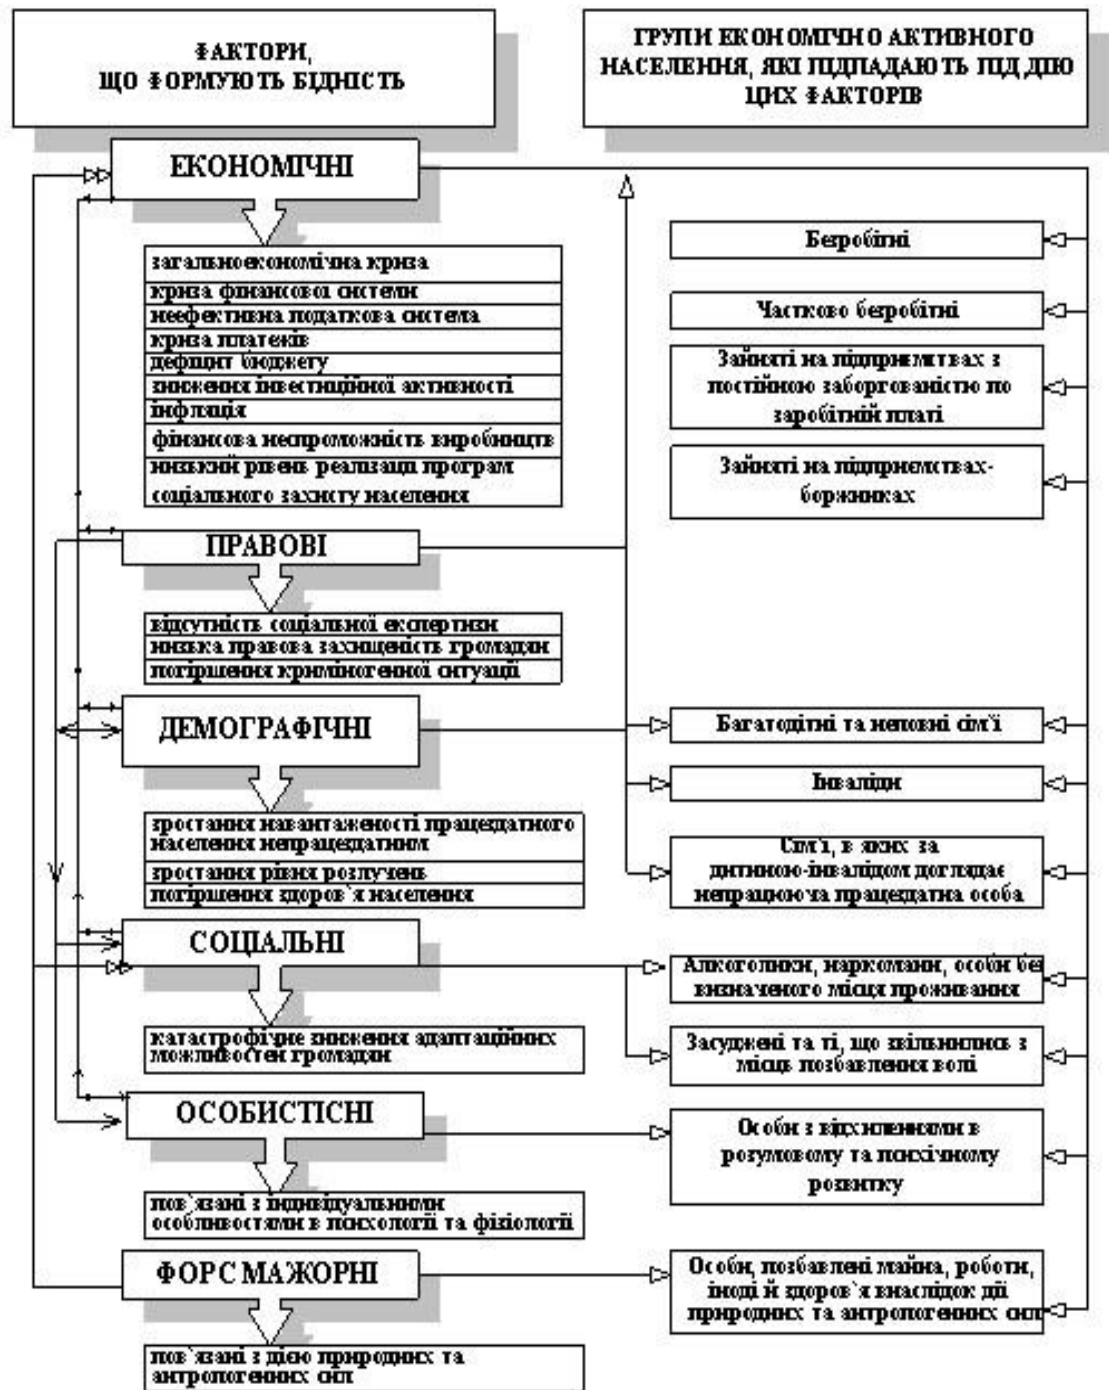 ФАКТОРИ,
ЩО ФОРМУЮТЬ БІДНІСТЬ
ГРУПИ ЕКОНОМІЧНО АКТИВНОГО
НАСЕЛЕННЯ, ЯКІ ПІДПАДАЮТЬ ПІД ДІЮ
ЦИХ ФАКТОРІВ
ЕКОНОМІЧНІ
загальноекономічна криза
криза фінансової системи
неефективна податкова система
криза платежів
дефіцит бюджету
зниження інвестиційної активності
інфляція
фінансова неспроможність виробництв
низький рівень реалізації програм
соціального захисту населення
Безробітні
Частково безробітні
Зайняті на підприємствах з
постійною заборгованістю по
заробітній платі
Зайняті на підприємствах-
боржниках
ПРАВОВІ
відсутність соціальної експертизи
низька правова захищеність громадян
погіршення криміногенної ситуації
ДЕМОГРАФІЧНІ
зростання навантаженості працездатного
населення непрацездатним
зростання рівня розлучень
погіршення здоров`я населення
Багатодітні та неповні сім`ї
Інваліди
Сім`ї, в яких за
дитиною-інвалідом доглядає
непрацююча працездатна особа
СОЦІАЛЬНІ
катастрофічне зниження адаптаційних
можливостей громадян
Алкоголики, наркомани, особи без
визначеного місця проживання
Засуджені та ті, що звільнились з
місць позбавлення волі
ОСОБИСТІСНІ
пов`язані з індивідуальними
особливостями в психології та фізіології
Особи з відхиленнями в
розумовому та психічному
розвитку
ФОРС МАЖОРНІ
пов`язані з дією природних та
антропогенних сил
Особи, позбавлені майна, роботи,
іноді й здоров`я внаслідок дії
природних та антропогенних сил